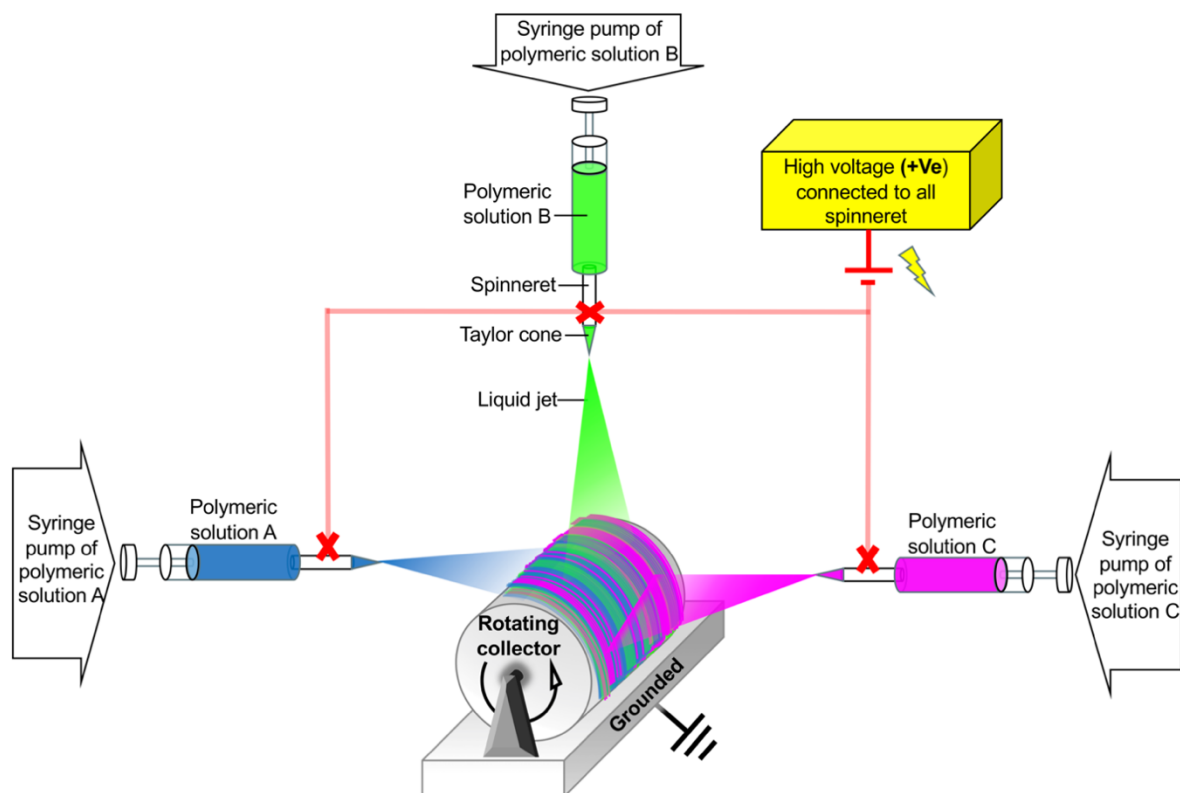 Syringe pump of
polymeric solution B
High voltage (+Ve)
connected to all
spinneret
Polymeric
solution B
Spinneret
Taylor cone
Liquid jet
Syringe
pump of
polymeric
solution A
Polymeric
solution A
Polymeric
solution C
Syringe
pump of
polymeric
solution C
Rotating
collector
Grounded